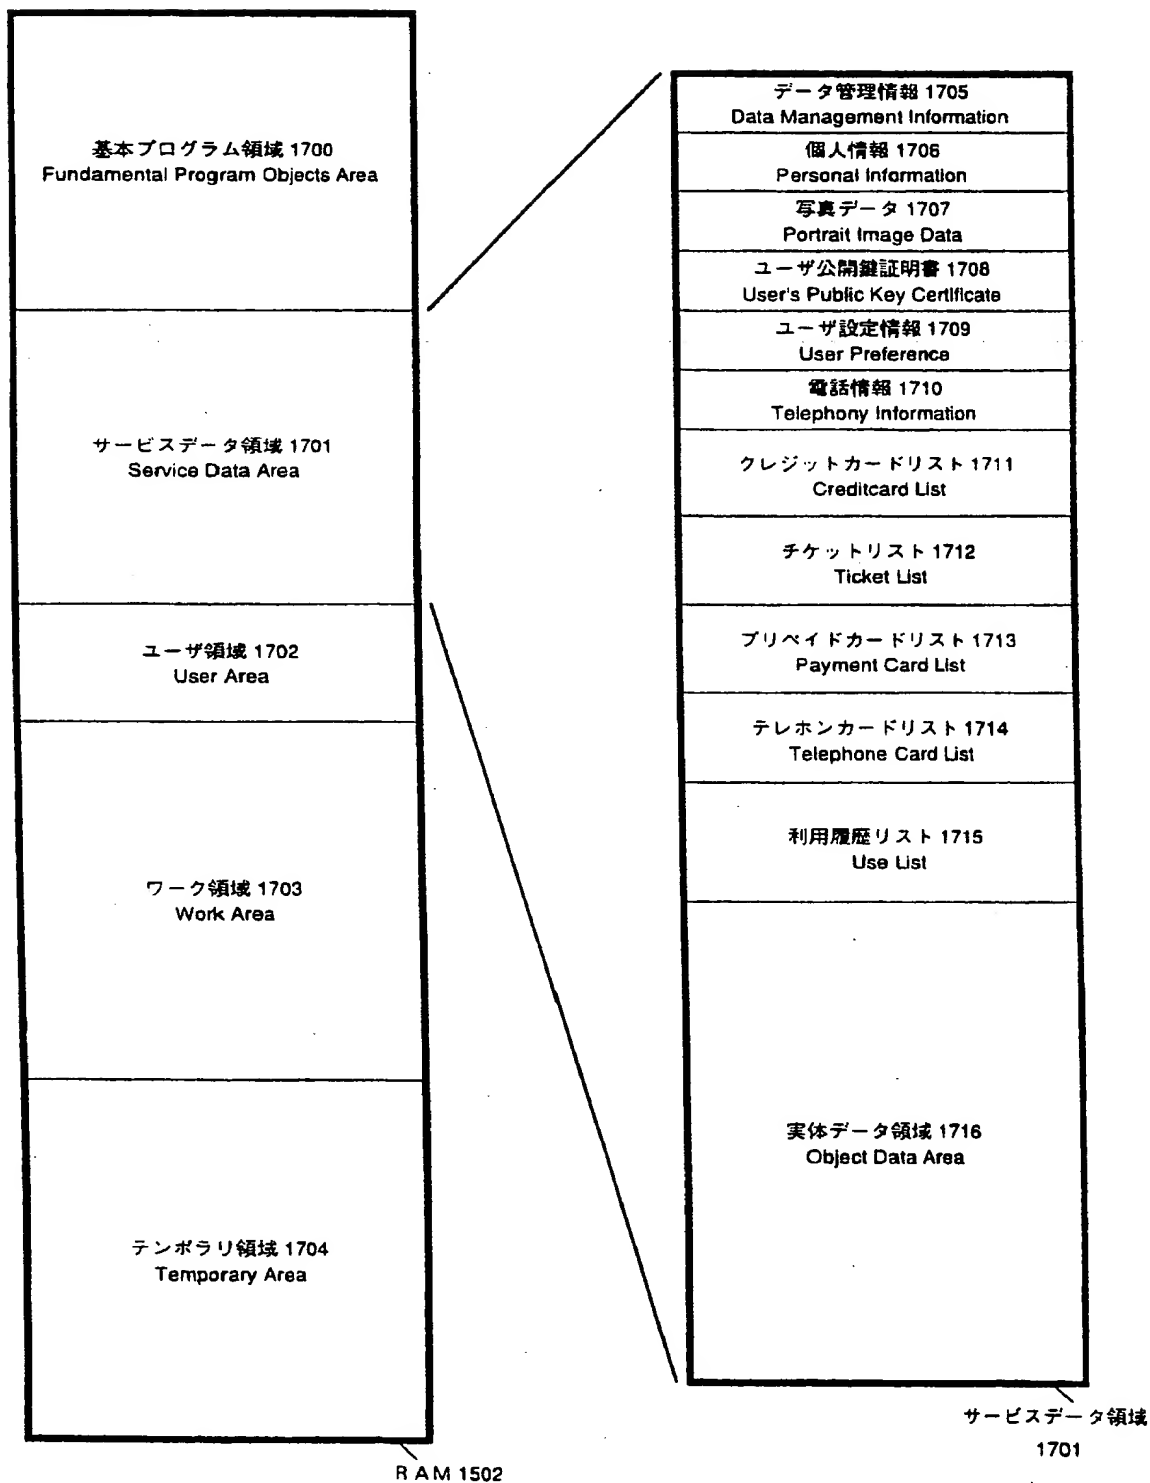 基本プログラム領域 1700
Fundamental Program Objects Area
サービスデータ領域 1701
Service Data Area
ユーザ領域 1702
User Area
ワーク領域 1703
Work Area
テンポラリ領域 1704
Temporary Area
RAM 1502
データ管理情報 1705
Data Management Information
個人情報 1706
Personal Information
写真データ 1707
Portrait Image Data
ユーザ公開鍵証明書 1708
User's Public Key Certificate
ユーザ設定情報 1709
User Preference
電話情報 1710
Telephony Information
クレジットカードリスト 1711
Creditcard List
チケットリスト 1712
Ticket List
プリペイドカードリスト 1713
Payment Card List
テレホンカードリスト 1714
Telephone Card List
利用履歴リスト 1715
Use List
実体データ領域 1716
Object Data Area
サービスデータ領域
1701